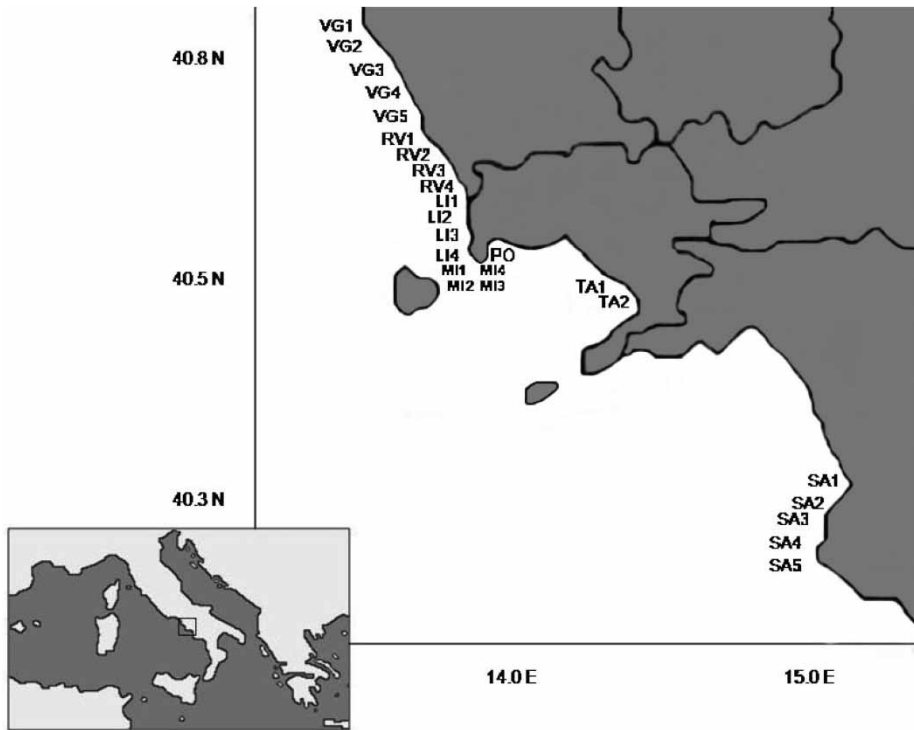 VG1
VG2
40.8 N
VG3
VG4
VG5
RV1
RV2
RV3
RV4
LI1
LI2
LI3
LI4 PO
MI1 MI4
40.5 N
MI2 MI3 TA1
TA2
SA1
40.3 N
SA2
SA3
SA4
SA5
14.0 E 15.0 E